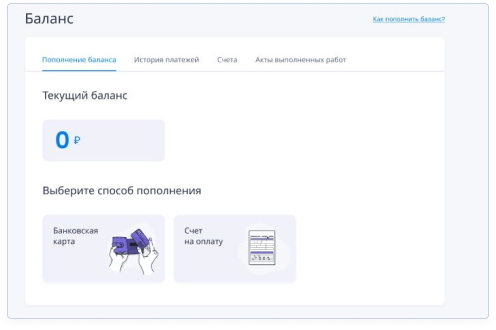 Баланс
Как пополнить баланс?
Пополнение баланса История платежей Счета Акты выполненных работ
Текущий баланс
0 ₽
Выберите способ пополнения
Банковская
карта
Счет
на оплату